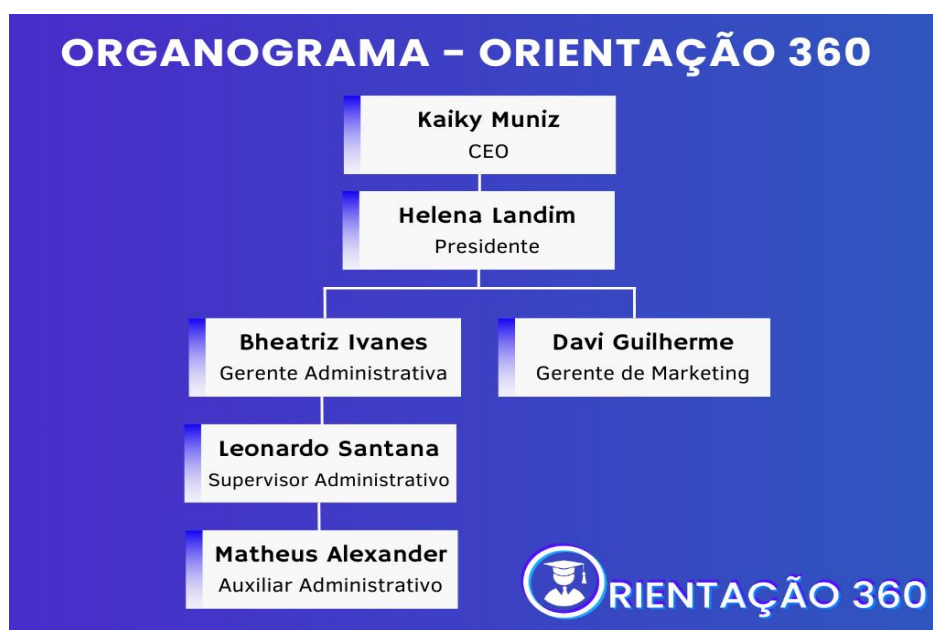 ORGANOGRAMA - ORIENTAÇÃO 360
Kaiky Muniz
CEO
Helena Landim
Presidente
Bheatriz Ivanes
Gerente Administrativa
Davi Guilherme
Gerente de Marketing
Leonardo Santana
Supervisor Administrativo
Matheus Alexander
Auxiliar Administrativo
ORIENTAÇÃO 360